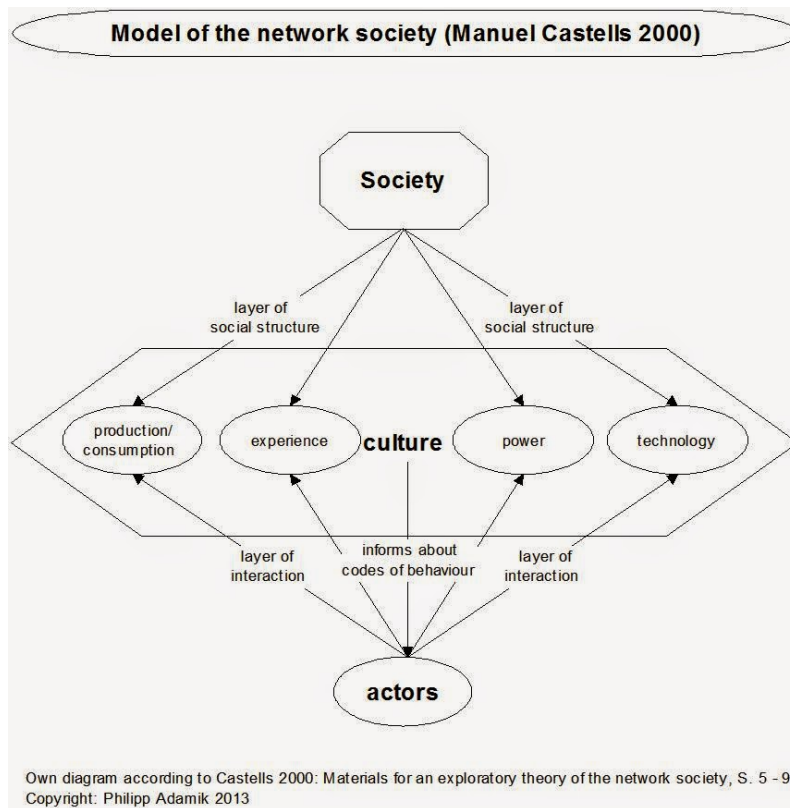 Model of the network society (Manuel Castells 2000)
Society
layer of
social structure
layer of
social structure
production/
consumption
experience
culture
power
technology
layer of
interaction
informs about
codes of behaviour
layer of
interaction
actors
Own diagram according to Castells 2000: Materials for an exploratory theory of the network society, S. 5 - 9
Copyright: Philipp Adamik 2013